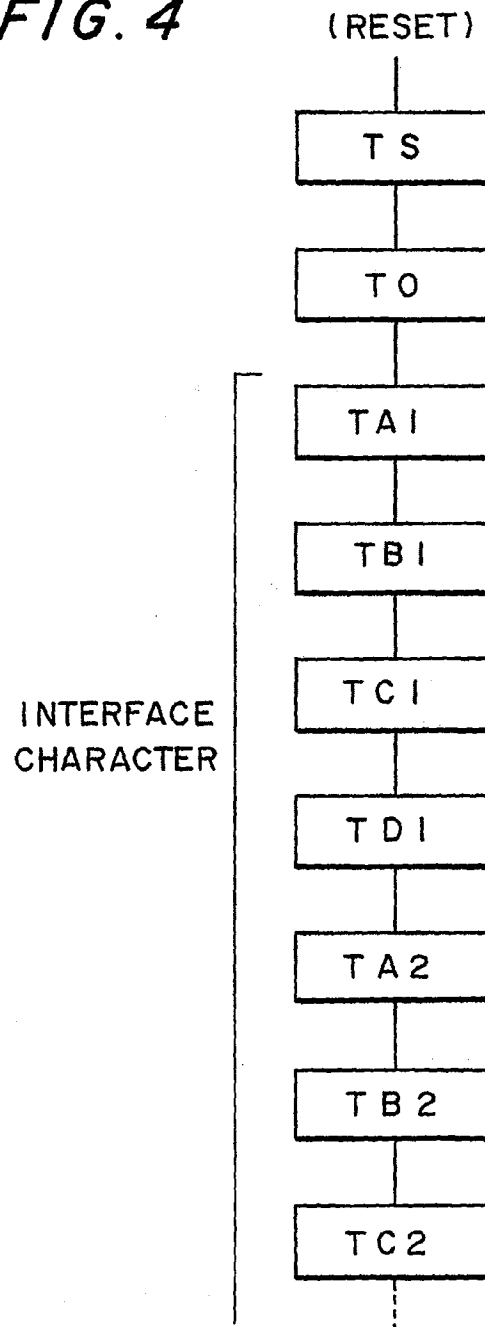 FIG. 4
(RESET)
TS
T0
TA1
TB1
TC1
INTERFACE
CHARACTER
TD1
TA2
TB2
TC2